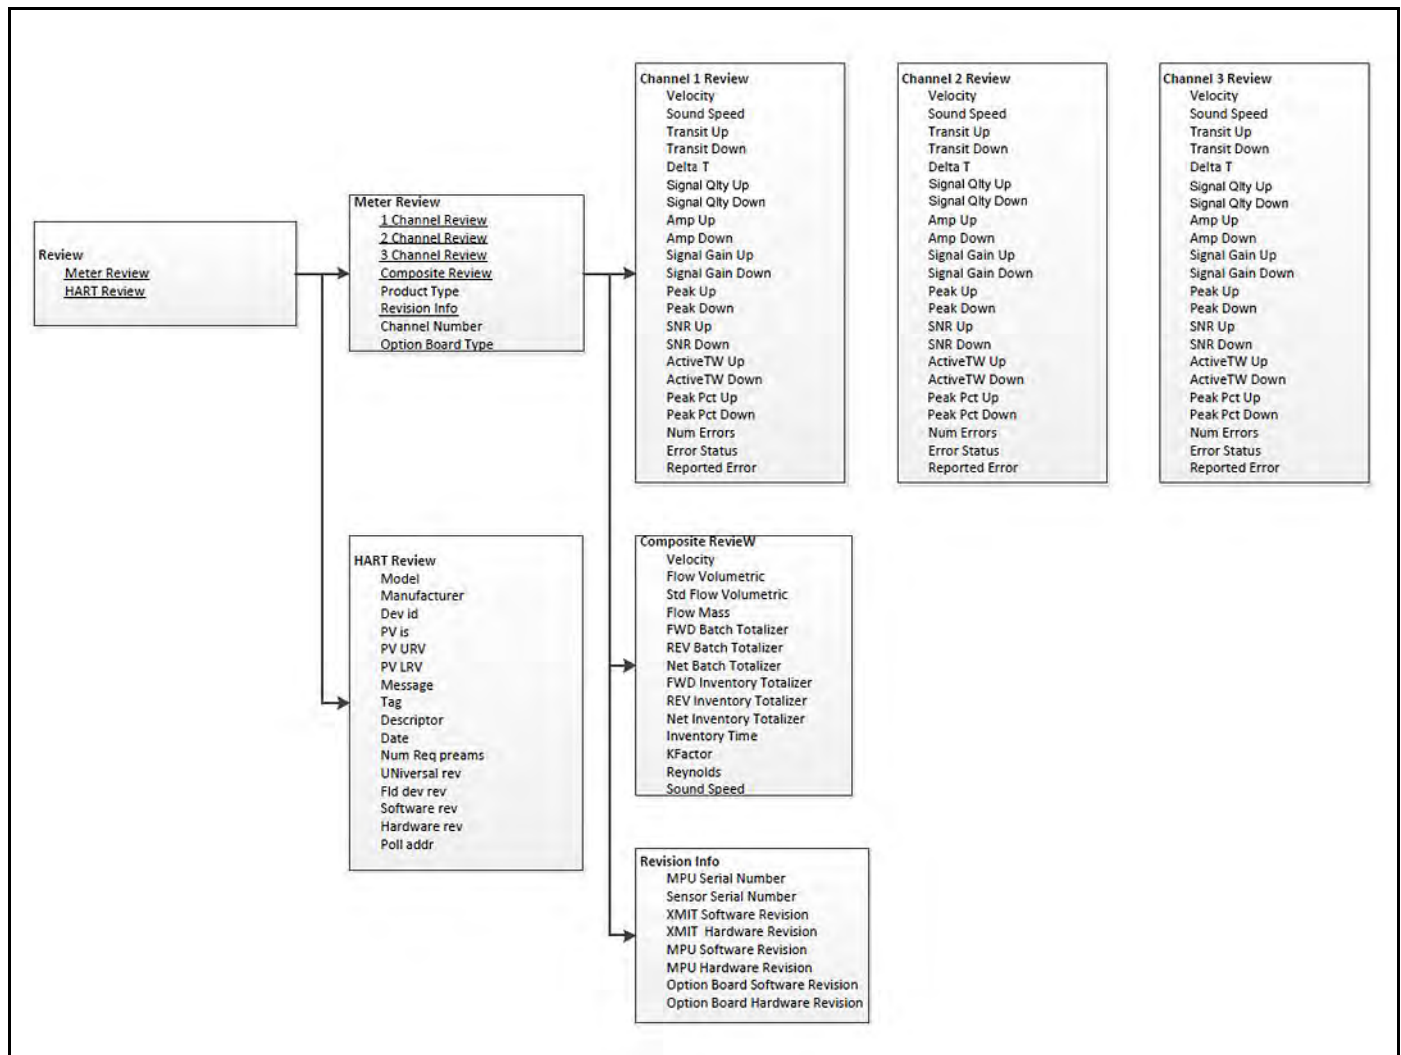 Review
Meter Review
HART Review
Meter Review
1 Channel Review
2 Channel Review
3 Channel Review
Composite Review
Product Type
Revision Info
Channel Number
Option Board Type
HART Review
Model
Manufacturer
Dev id
PV is
PV URV
PV LRV
Message
Tag
Descriptor
Date
Num Req preams
UNiversal rev
Fld dev rev
Software rev
Hardware rev
Poll addr
Channel 1 Review
Velocity
Sound Speed
Transit Up
Transit Down
Delta T
Signal Qlty Up
Signal Qlty Down
Amp Up
Amp Down
Signal Gain Up
Signal Gain Down
Peak Up
Peak Down
SNR Up
SNR Down
ActiveTW Up
ActiveTW Down
Peak Pct Up
Peak Pct Down
Num Errors
Error Status
Reported Error
Channel 2 Review
Velocity
Sound Speed
Transit Up
Transit Down
Delta T
Signal Qlty Up
Signal Qlty Down
Amp Up
Amp Down
Signal Gain Up
Signal Gain Down
Peak Up
Peak Down
SNR Up
SNR Down
ActiveTW Up
ActiveTW Down
Peak Pct Up
Peak Pct Down
Num Errors
Error Status
Reported Error
Channel 3 Review
Velocity
Sound Speed
Transit Up
Transit Down
Delta T
Signal Qlty Up
Signal Qlty Down
Amp Up
Amp Down
Signal Gain Up
Signal Gain Down
Peak Up
Peak Down
SNR Up
SNR Down
ActiveTW Up
ActiveTW Down
Peak Pct Up
Peak Pct Down
Num Errors
Error Status
Reported Error
Composite RevieW
Velocity
Flow Volumetric
Std Flow Volumetric
Flow Mass
FWD Batch Totalizer
REV Batch Totalizer
Net Batch Totalizer
FWD Inventory Totalizer
REV Inventory Totalizer
Net Inventory Totalizer
Inventory Time
KFactor
Reynolds
Sound Speed
Revision Info
MPU Serial Number
Sensor Serial Number
XMIT Software Revision
XMIT Hardware Revision
MPU Software Revision
MPU Hardware Revision
Option Board Software Revision
Option Board Hardware Revision